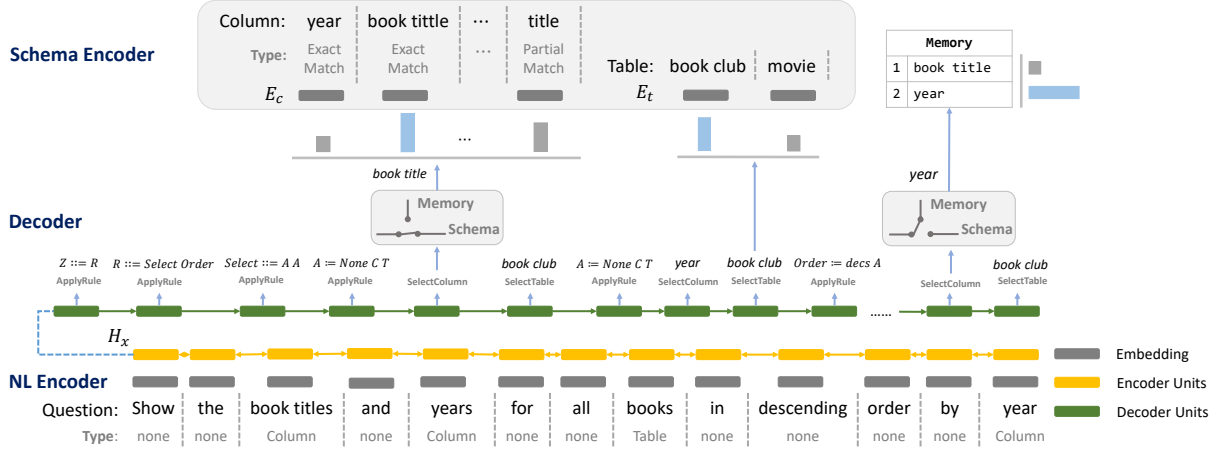 Column: year book tittle ... title
Schema Encoder
Type: Exact Match Exact Match ... Partial Match
Table: book club movie
E_c E_t
Memory
1 book title
2 year
...
book title
year
Memory
Schema
Memory
Schema
Decoder
Z ::= R R ::= Select Order Select ::= A A A ::= None C T book club A ::= None C T year book club Order ::= decs A book club
ApplyRule ApplyRule ApplyRule ApplyRule SelectColumn SelectTable ApplyRule SelectColumn SelectTable ApplyRule SelectColumn SelectTable
......
H_x
NL Encoder
Embedding
Encoder Units
Decoder Units
Question: Show the book titles and years for all books in descending order by year
Type: none none Column none Column none none Table none none none none Column